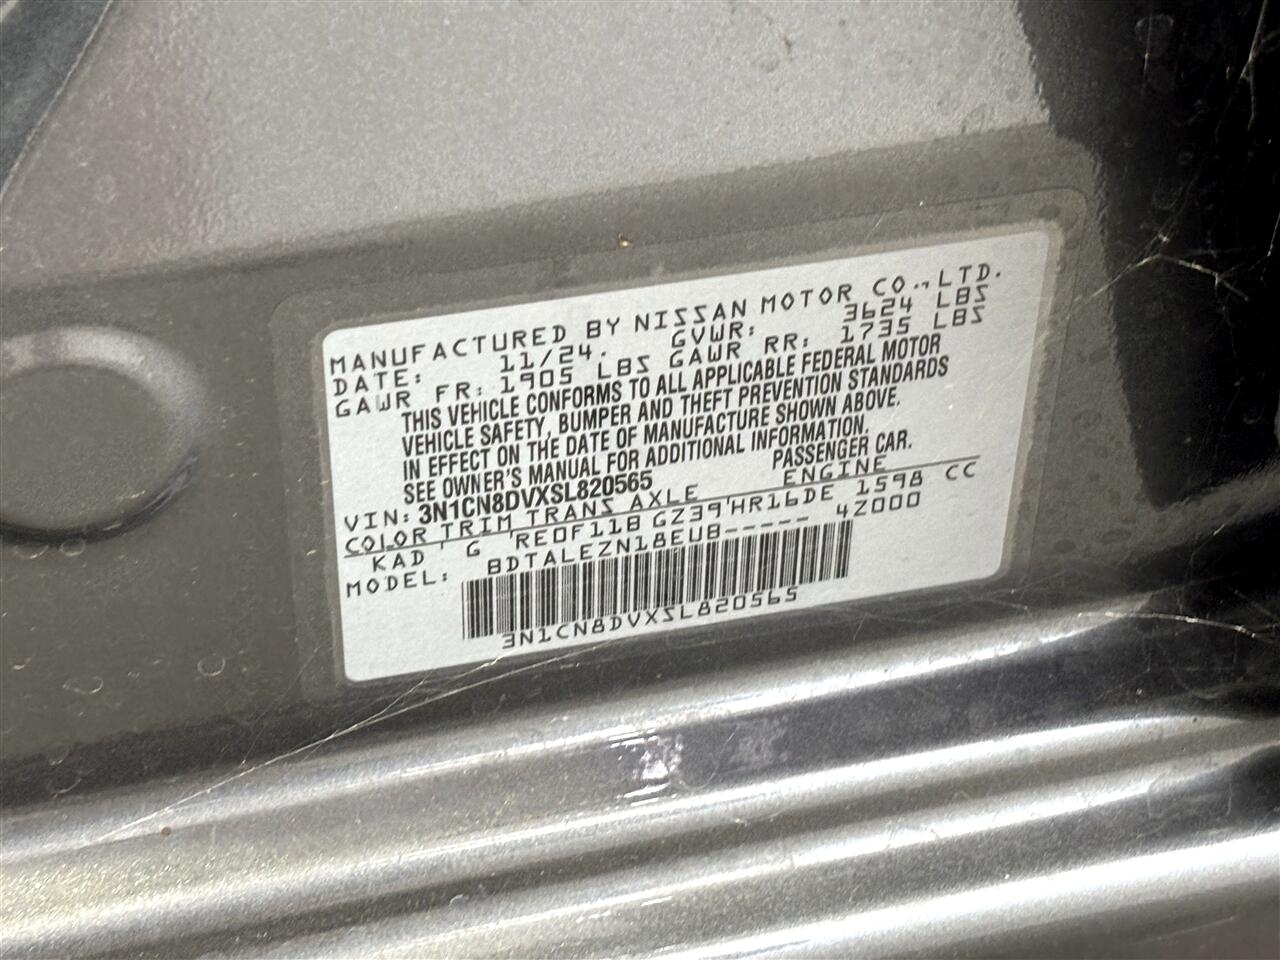 MANUFACTURED BY NISSAN MOTOR CO., LTD.
DATE: 11/24. GVWR: 3624 LBS
GAWR FR: 1905 LBS GAWR RR: 1735 LBS
THIS VEHICLE CONFORMS TO ALL APPLICABLE FEDERAL MOTOR
VEHICLE SAFETY, BUMPER AND THEFT PREVENTION STANDARDS
IN EFFECT ON THE DATE OF MANUFACTURE SHOWN ABOVE.
SEE OWNER'S MANUAL FOR ADDITIONAL INFORMATION.
VIN: 3N1CN8DVXSL820565 PASSENGER CAR.
COLOR TRIM TRANS AXLE ENGINE
KAD ' G 'RE0F11B GZ39'HR16DE 1598 CC
MODEL: BDTALEZN18EUB----- 4Z000
3N1CN8DVXSL820565